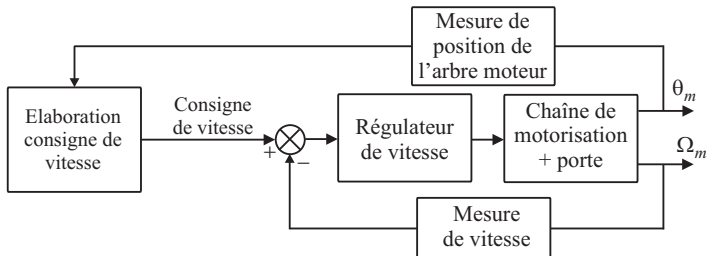 Mesure de
position de
l'arbre moteur
Elaboration
consigne de
vitesse
Consigne
de vitesse
+
−
Régulateur
de vitesse
Chaîne de
motorisation
+ porte
θm
Ωm
Mesure
de vitesse